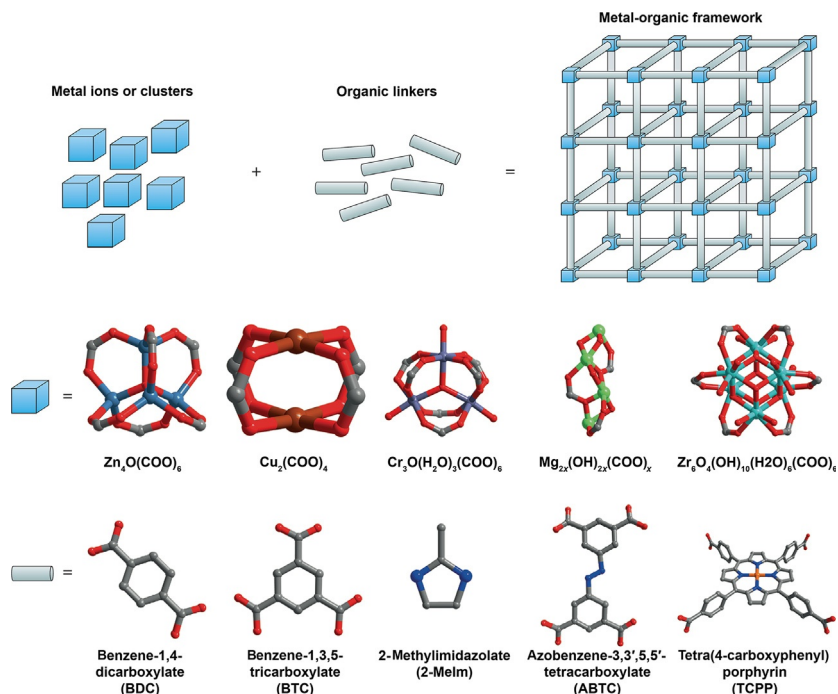 Metal-organic framework
Metal ions or clusters
Organic linkers
+
=
=
Zn₄O(COO)₆
Cu₂(COO)₄
Cr₃O(H₂O)₃(COO)₆
Mg₂ₓ(OH)₂ₓ(COO)ₓ
Zr₆O₄(OH)₁₀(H2O)₆(COO)₆
=
Benzene-1,4-
dicarboxylate
(BDC)
Benzene-1,3,5-
tricarboxylate
(BTC)
2-Methylimidazolate
(2-MeIm)
Azobenzene-3,3′,5,5′-
tetracarboxylate
(ABTC)
Tetra(4-carboxyphenyl)
porphyrin
(TCPP)